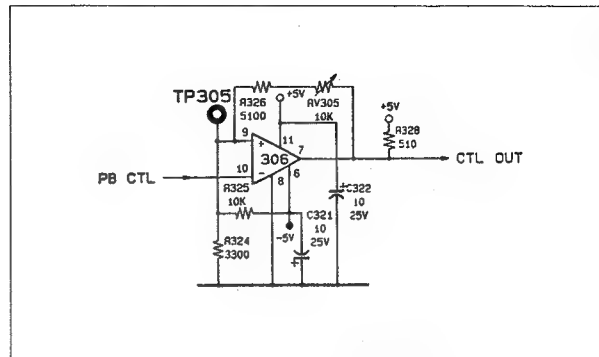 TP305
R326
5100
+5V
RV305
10K
+5V
R328
510
9
+
11
306
7
CTL OUT
PB CTL
10
-
8
6
R325
10K
C322
10
25V
C321
10
25V
-5V
R324
3300
+
+